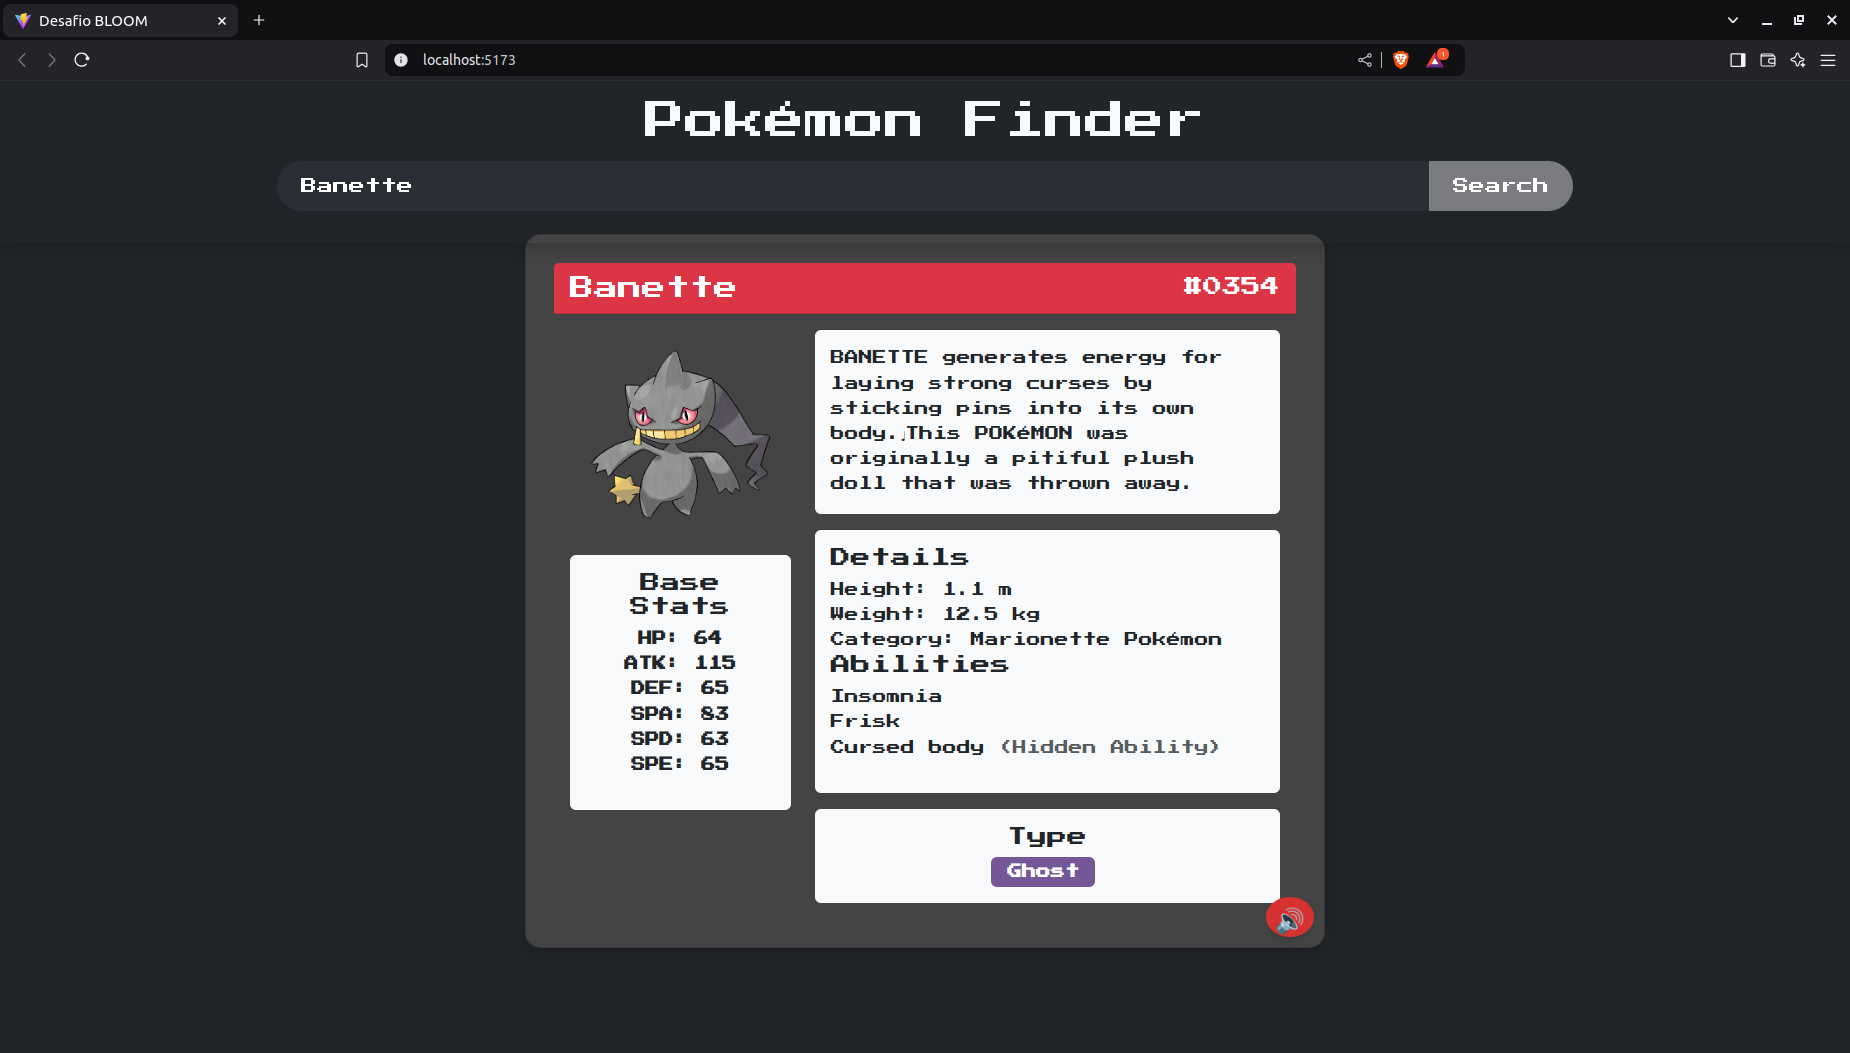 Desafio BLOOM
localhost:5173
1
Pokémon Finder
Banette
Search
Banette
#0354
BANETTE generates energy for
laying strong curses by
sticking pins into its own
body. This POKéMON was
originally a pitiful plush
doll that was thrown away.
Base
Stats
HP: 64
ATK: 115
DEF: 65
SPA: 83
SPD: 63
SPE: 65
Details
Height: 1.1 m
Weight: 12.5 kg
Category: Marionette Pokémon
Abilities
Insomnia
Frisk
Cursed body (Hidden Ability)
Type
Ghost